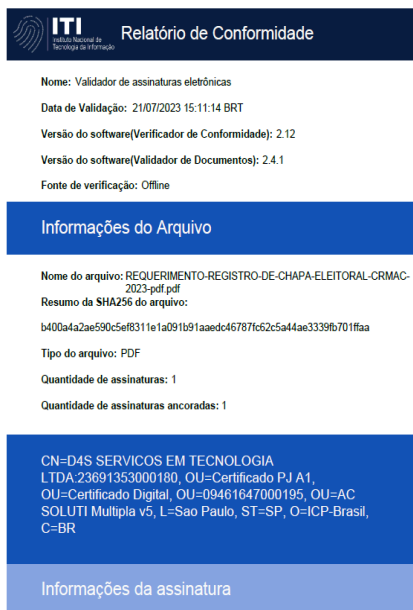 ITI
Instituto Nacional de
Tecnologia da Informação
Relatório de Conformidade
Nome: Validador de assinaturas eletrônicas
Data de Validação: 21/07/2023 15:11:14 BRT
Versão do software(Verificador de Conformidade): 2.12
Versão do software(Validador de Documentos): 2.4.1
Fonte de verificação: Offline
Informações do Arquivo
Nome do arquivo: REQUERIMENTO-REGISTRO-DE-CHAPA-ELEITORAL-CRMAC-
2023-pdf.pdf
Resumo da SHA256 do arquivo:
b400a4a2ae590c5ef8311e1a091b91aaedc46787fc62c5a44ae3339fb701ffaa
Tipo do arquivo: PDF
Quantidade de assinaturas: 1
Quantidade de assinaturas ancoradas: 1
CN=D4S SERVICOS EM TECNOLOGIA
LTDA:23691353000180, OU=Certificado PJ A1,
OU=Certificado Digital, OU=09461647000195, OU=AC
SOLUTI Multipla v5, L=Sao Paulo, ST=SP, O=ICP-Brasil,
C=BR
Informações da assinatura